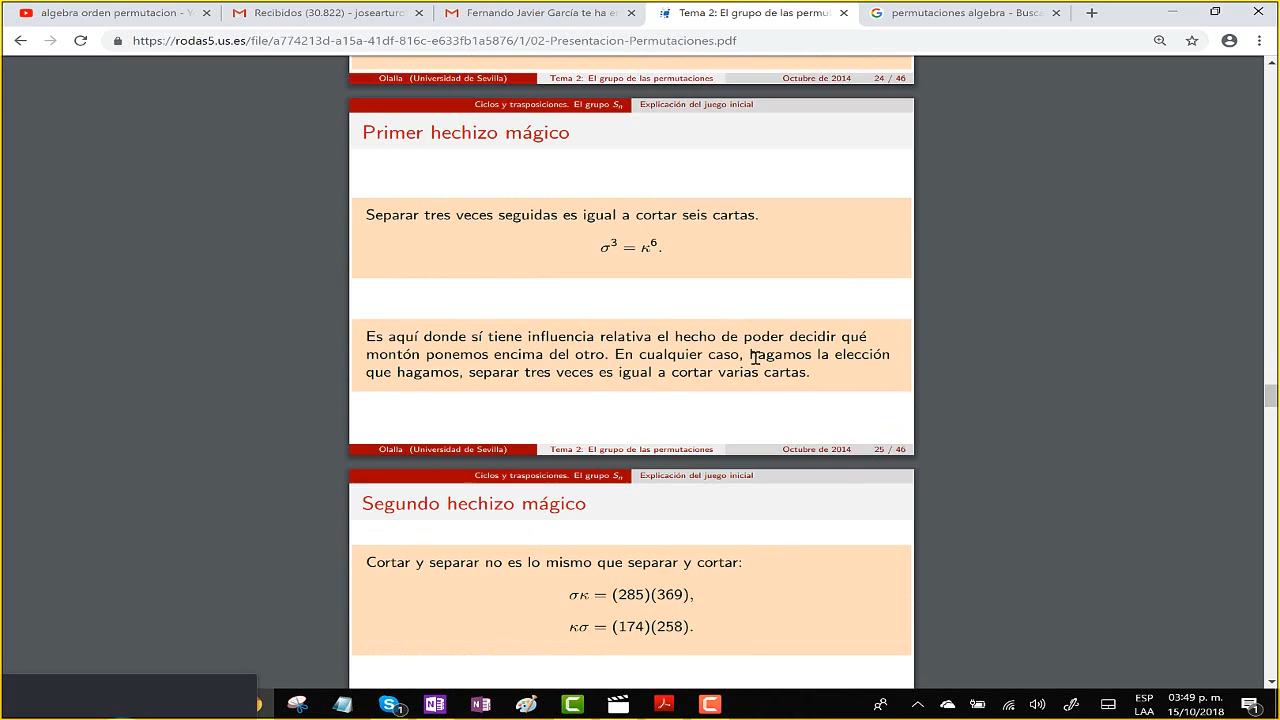 algebra orden permutacion - Y
Recibidos (30.822) - josearturo
Fernando Javier García te ha en
Tema 2: El grupo de las permu
permutaciones algebra - Busca
https://rodas5.us.es/file/a774213d-a15a-41df-816c-e633fb1a5876/1/02-Presentacion-Permutaciones.pdf
Olalla (Universidad de Sevilla) Tema 2: El grupo de las permutaciones Octubre de 2014 24 / 46
Ciclos y trasposiciones. El grupo Sn Explicación del juego inicial
Primer hechizo mágico
Separar tres veces seguidas es igual a cortar seis cartas.
σ³ = κ⁶.
Es aquí donde sí tiene influencia relativa el hecho de poder decidir qué
montón ponemos encima del otro. En cualquier caso, hagamos la elección
que hagamos, separar tres veces es igual a cortar varias cartas.
Olalla (Universidad de Sevilla) Tema 2: El grupo de las permutaciones Octubre de 2014 25 / 46
Ciclos y trasposiciones. El grupo Sn Explicación del juego inicial
Segundo hechizo mágico
Cortar y separar no es lo mismo que separar y cortar:
σκ = (285)(369),
κσ = (174)(258).
ESP 03:49 p. m.
LAA 15/10/2018